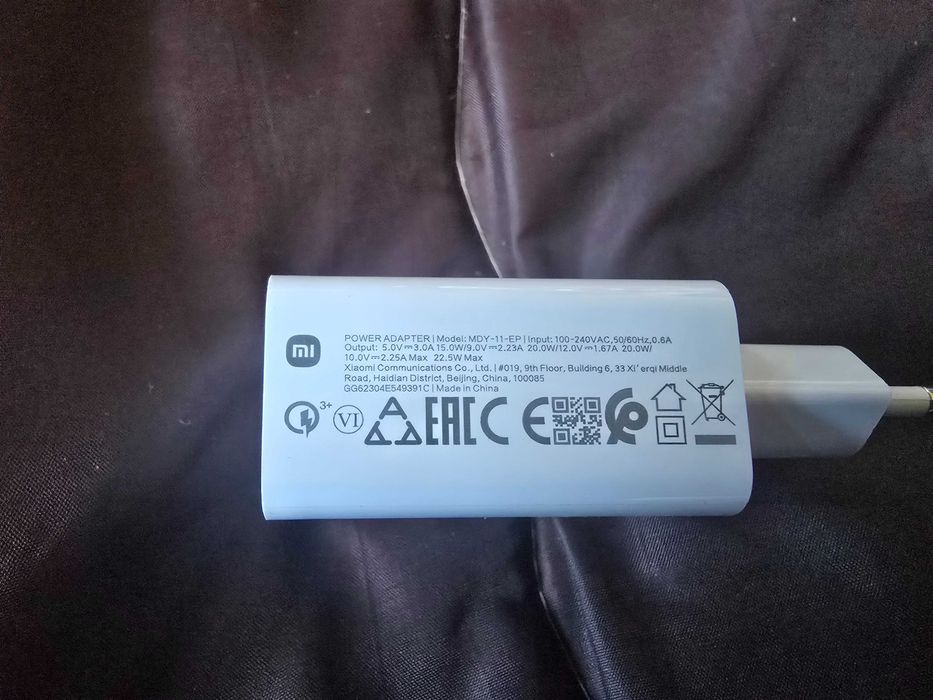 mi
POWER ADAPTER | Model: MDY-11-EP | Input: 100-240VAC,50/60Hz,0.6A
Output: 5.0V⎓3.0A 15.0W/9.0V⎓2.23A 20.0W/12.0V⎓1.67A 20.0W/
10.0V⎓2.25A Max 22.5W Max
Xiaomi Communications Co., Ltd. | #019, 9th Floor, Building 6, 33 Xi'erqi Middle
Road, Haidian District, Beijing, China, 100085
GG62304E549391C | Made in China
3+ VI EAC CE